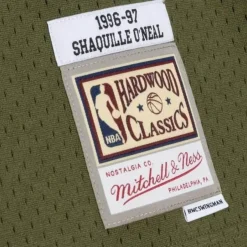 1996-97
SHAQUILLE O'NEAL
HARDWOOD
NBA
CLASSICS
NOSTALGIA CO.
Mitchell & Ness
PHILADELPHIA, PA.